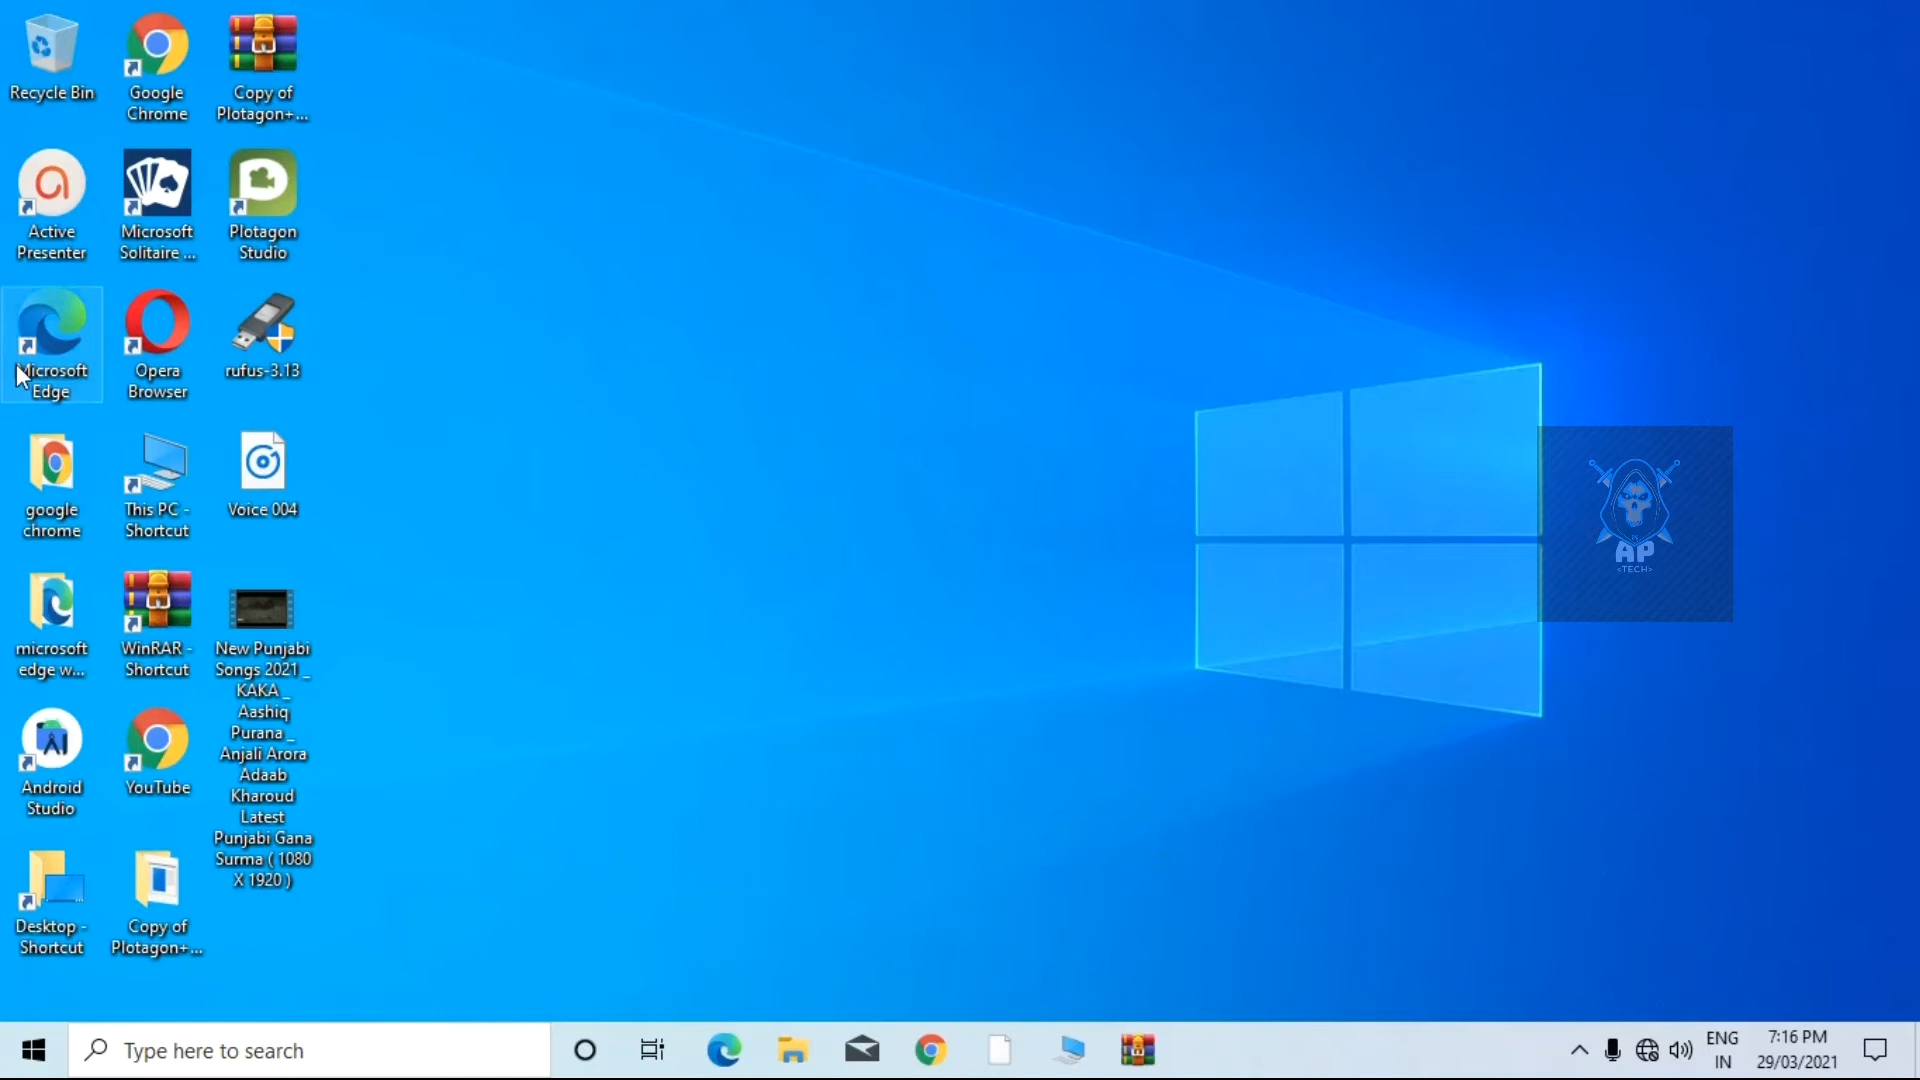 Recycle Bin
Google
Chrome
Copy of
Plotagon+...
Active
Presenter
Microsoft
Solitaire ...
Plotagon
Studio
Microsoft
Edge
Opera
Browser
rufus-3.13
google
chrome
This PC -
Shortcut
Voice 004
microsoft
edge w...
WinRAR -
Shortcut
New Punjabi
Songs 2021 _
KAKA _
Aashiq
Purana _
Anjali Arora
Adaab
Kharoud
Latest
Punjabi Gana
Surma ( 1080
X 1920 )
Android
Studio
YouTube
Desktop -
Shortcut
Copy of
Plotagon+...
AP
<TECH>
Type here to search
ENG
IN
7:16 PM
29/03/2021